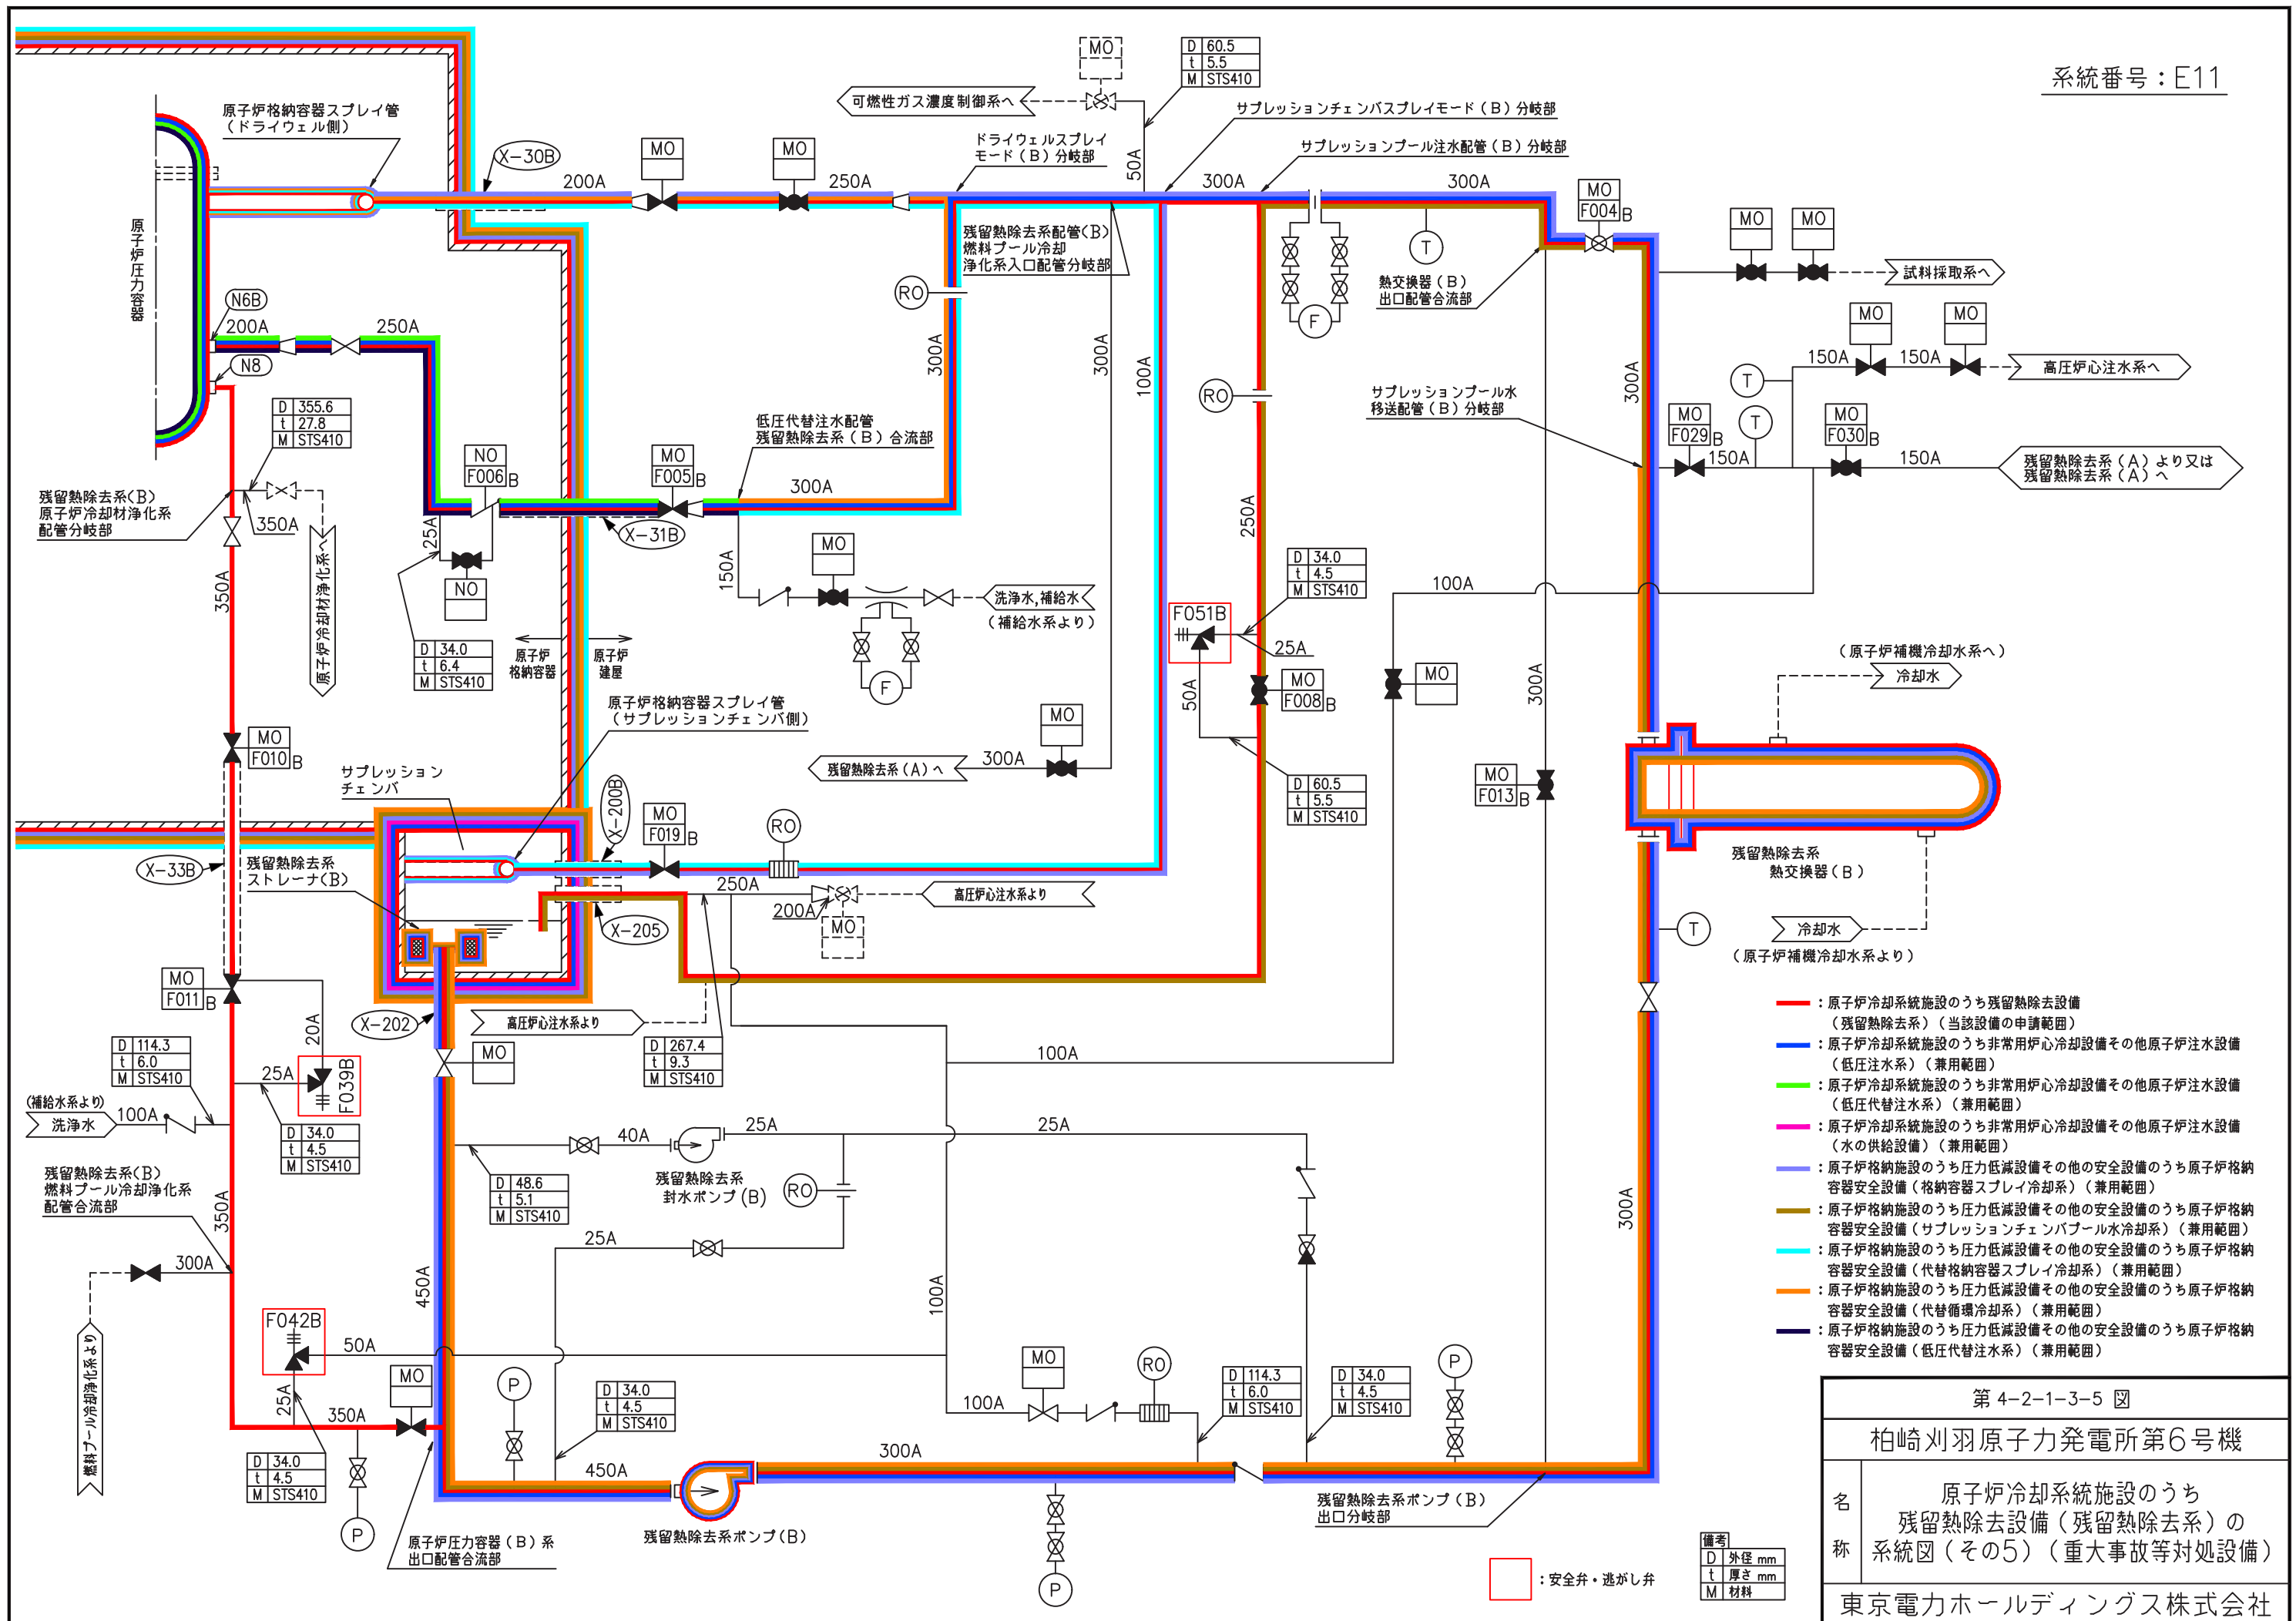 系統番号：E11
原子炉格納容器スプレイ管
（ドライウェル側）
X-30B
200A
MO
MO
250A
ドライウェルスプレイ
モード（B）分岐部
可燃性ガス濃度制御系へ
MO
D 60.5
t 5.5
M STS410
50A
サプレッションチェンバスプレイモード（B）分岐部
サプレッションプール注水配管（B）分岐部
300A
300A
MO
F004 B
MO
MO
試料採取系へ
原子炉圧力容器
N6B
200A
250A
N8
残留熱除去系配管(B)
燃料プール冷却
浄化系入口配管分岐部
RO
300A
300A
100A
F
T
熱交換器（B）
出口配管合流部
RO
サプレッションプール水
移送配管（B）分岐部
300A
MO
MO
150A
150A
高圧炉心注水系へ
T
T
MO
F029 B
150A
MO
F030 B
150A
残留熱除去系（A）より又は
残留熱除去系（A）へ
D 355.6
t 27.8
M STS410
残留熱除去系(B)
原子炉冷却材浄化系
配管分岐部
350A
350A
原子炉冷却材浄化系へ
NO
F006 B
MO
F005 B
低圧代替注水配管
残留熱除去系（B）合流部
300A
25A
NO
X-31B
150A
MO
洗浄水,補給水
（補給水系より）
F
D 34.0
t 6.4
M STS410
原子炉
格納容器
原子炉
建屋
250A
D 34.0
t 4.5
M STS410
F051B
25A
50A
MO
F008 B
D 60.5
t 5.5
M STS410
100A
MO
300A
MO
F013 B
（原子炉補機冷却水系へ）
冷却水
残留熱除去系
熱交換器（B）
冷却水
（原子炉補機冷却水系より）
T
原子炉格納容器スプレイ管
（サプレッションチェンバ側）
MO
F010 B
サプレッション
チェンバ
残留熱除去系（A）へ
300A
MO
X-200B
MO
F019 B
RO
X-33B
残留熱除去系
ストレーナ(B)
250A
200A
MO
高圧炉心注水系より
X-205
MO
F011 B
20A
X-202
高圧炉心注水系より
MO
D 267.4
t 9.3
M STS410
100A
D 114.3
t 6.0
M STS410
25A
F039B
(補給水系より)
洗浄水
100A
D 34.0
t 4.5
M STS410
40A
25A
25A
残留熱除去系
封水ポンプ(B)
RO
D 48.6
t 5.1
M STS410
25A
残留熱除去系(B)
燃料プール冷却浄化系
配管合流部
350A
300A
燃料プール冷却浄化系より
450A
100A
300A
F042B
50A
25A
MO
350A
P
D 34.0
t 4.5
M STS410
P
D 34.0
t 4.5
M STS410
450A
原子炉圧力容器（B）系
出口配管合流部
残留熱除去系ポンプ(B)
300A
100A
MO
RO
D 114.3
t 6.0
M STS410
D 34.0
t 4.5
M STS410
P
P
残留熱除去系ポンプ（B）
出口分岐部
：原子炉冷却系統施設のうち残留熱除去設備
（残留熱除去系）（当該設備の申請範囲）
：原子炉冷却系統施設のうち非常用炉心冷却設備その他原子炉注水設備
（低圧注水系）（兼用範囲）
：原子炉冷却系統施設のうち非常用炉心冷却設備その他原子炉注水設備
（低圧代替注水系）（兼用範囲）
：原子炉冷却系統施設のうち非常用炉心冷却設備その他原子炉注水設備
（水の供給設備）（兼用範囲）
：原子炉格納施設のうち圧力低減設備その他の安全設備のうち原子炉格納
容器安全設備（格納容器スプレイ冷却系）（兼用範囲）
：原子炉格納施設のうち圧力低減設備その他の安全設備のうち原子炉格納
容器安全設備（サプレッションチェンバプール水冷却系）（兼用範囲）
：原子炉格納施設のうち圧力低減設備その他の安全設備のうち原子炉格納
容器安全設備（代替格納容器スプレイ冷却系）（兼用範囲）
：原子炉格納施設のうち圧力低減設備その他の安全設備のうち原子炉格納
容器安全設備（代替循環冷却系）（兼用範囲）
：原子炉格納施設のうち圧力低減設備その他の安全設備のうち原子炉格納
容器安全設備（低圧代替注水系）（兼用範囲）
：安全弁・逃がし弁
備考
D 外径 mm
t 厚さ mm
M 材料
第 4-2-1-3-5 図
柏崎刈羽原子力発電所第6号機
名称
原子炉冷却系統施設のうち
残留熱除去設備（残留熱除去系）の
系統図（その5）（重大事故等対処設備）
東京電力ホールディングス株式会社